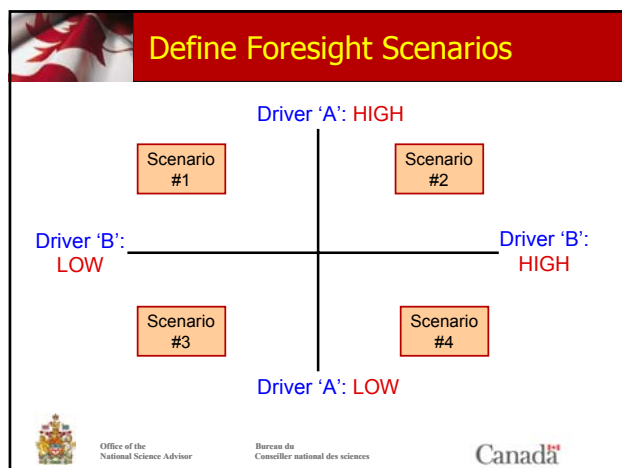 Define Foresight Scenarios
Driver ‘A’: HIGH
Scenario
#1
Scenario
#2
Driver ‘B’:
LOW
Driver ‘B’:
HIGH
Scenario
#3
Scenario
#4
Driver ‘A’: LOW
Office of the
National Science Advisor
Bureau du
Conseiller national des sciences
Canada